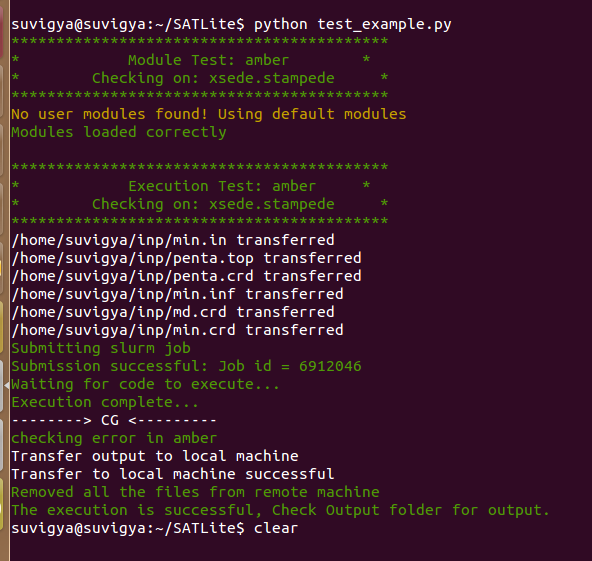 suvigya@suvigya:~/SATLite$ python test_example.py
******************************************
* Module Test: amber *
* Checking on: xsede.stampede *
******************************************
No user modules found! Using default modules
Modules loaded correctly
******************************************
* Execution Test: amber *
* Checking on: xsede.stampede *
******************************************
/home/suvigya/inp/min.in transferred
/home/suvigya/inp/penta.top transferred
/home/suvigya/inp/penta.crd transferred
/home/suvigya/inp/min.inf transferred
/home/suvigya/inp/md.crd transferred
/home/suvigya/inp/min.crd transferred
Submitting slurm job
Submission successful: Job id = 6912046
Waiting for code to execute...
Execution complete...
--------> CG <---------
checking error in amber
Transfer output to local machine
Transfer to local machine successful
Removed all the files from remote machine
The execution is successful, Check Output folder for output.
suvigya@suvigya:~/SATLite$ clear